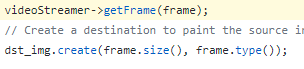 videoStreamer->getFrame(frame);
// Create a destination to paint the source
dst_img.create(frame.size(), frame.type());